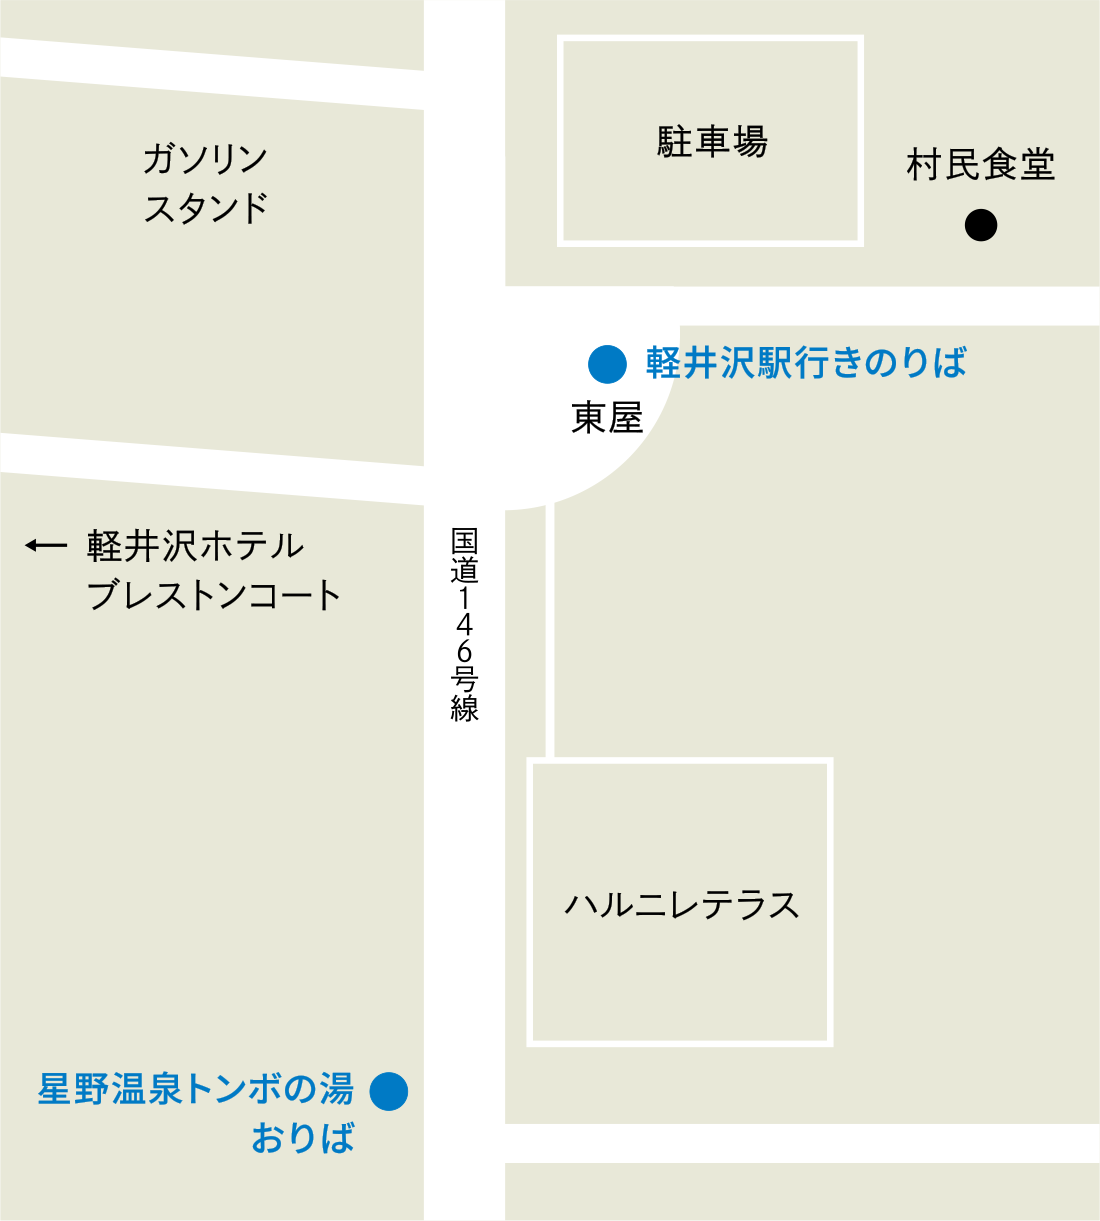 駐車場
ガソリン
スタンド
村民食堂
軽井沢駅行きのりば
東屋
軽井沢ホテル
ブレストンコート
国道146号線
ハルニレテラス
星野温泉トンボの湯
おりば